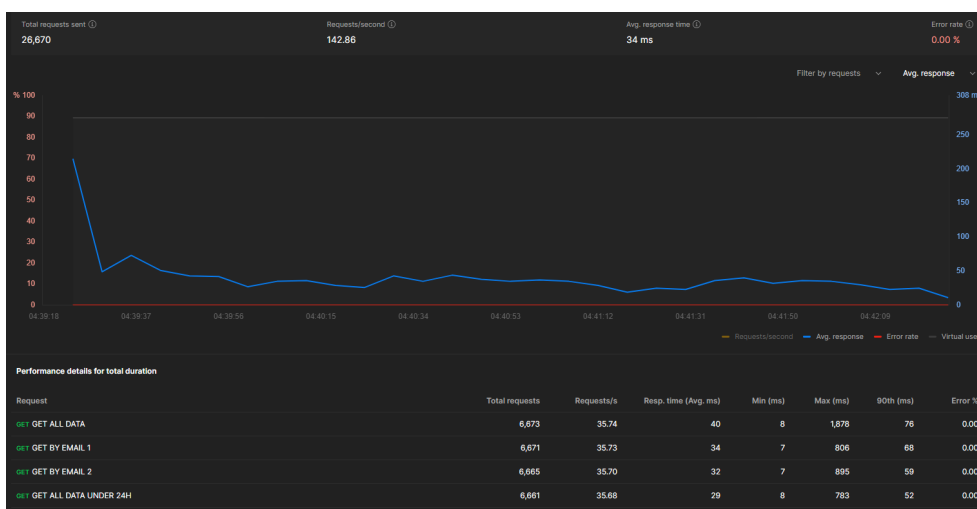 Total requests sent Requests/second Avg. response time Error rate
26,670 142.86 34 ms 0.00 %
Filter by requests Avg. response
% 100 308 m
90
80 250
70
60 200
50 150
40
30 100
20 50
10
0 0
04:39:18 04:39:37 04:39:56 04:40:15 04:40:34 04:40:53 04:41:12 04:41:31 04:41:50 04:42:09
Requests/second Avg. response Error rate Virtual use
Performance details for total duration
Request Total requests Requests/s Resp. time (Avg. ms) Min (ms) Max (ms) 90th (ms) Error %
GET GET ALL DATA 6,673 35.74 40 8 1,878 76 0.00
GET GET BY EMAIL 1 6,671 35.73 34 7 806 68 0.00
GET GET BY EMAIL 2 6,665 35.70 32 7 895 59 0.00
GET GET ALL DATA UNDER 24H 6,661 35.68 29 8 783 52 0.00